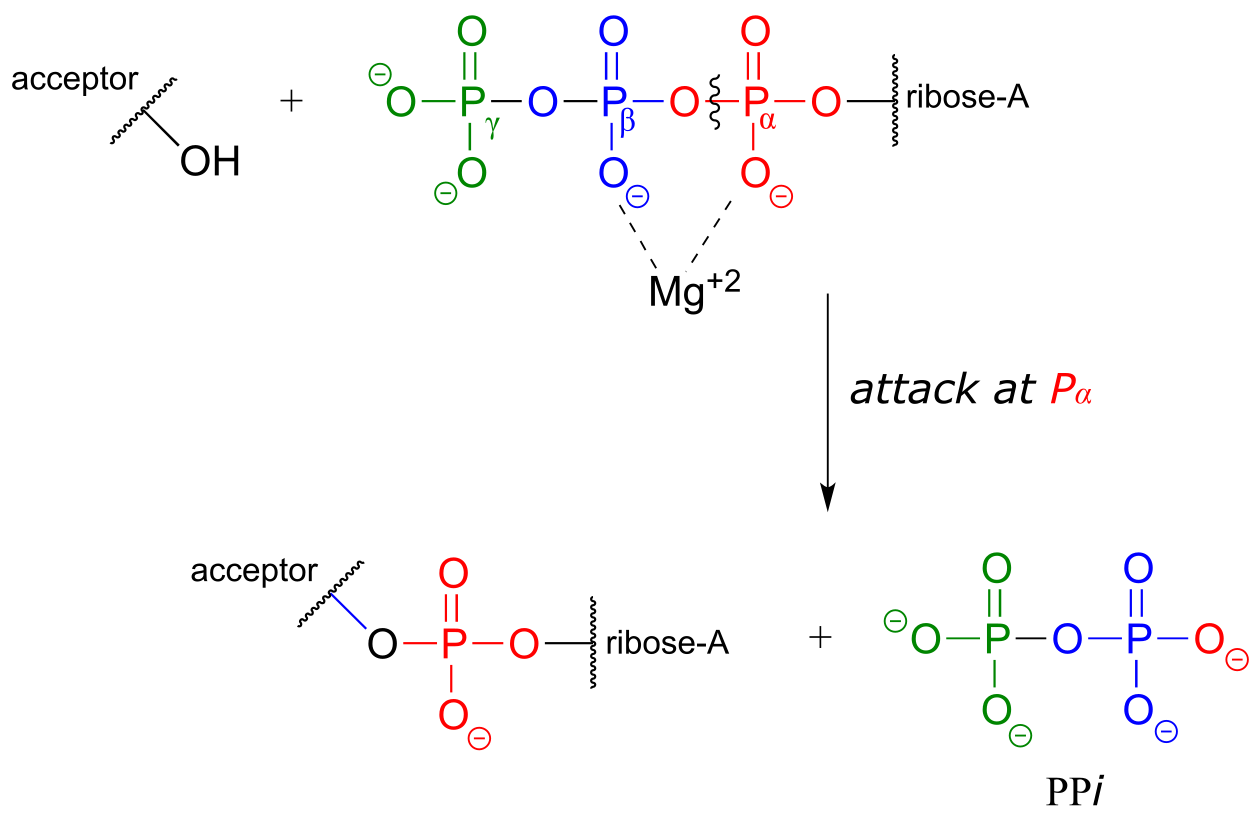 acceptor
OH
+
O O O
⊖ O P O P O P O ribose-A
γ β α
O ⊖ O ⊖ O ⊖
Mg+2
attack at Pα
acceptor
O
O P O ribose-A
O ⊖
+
O O
⊖ O P O P O ⊖
O ⊖ O ⊖
PPi